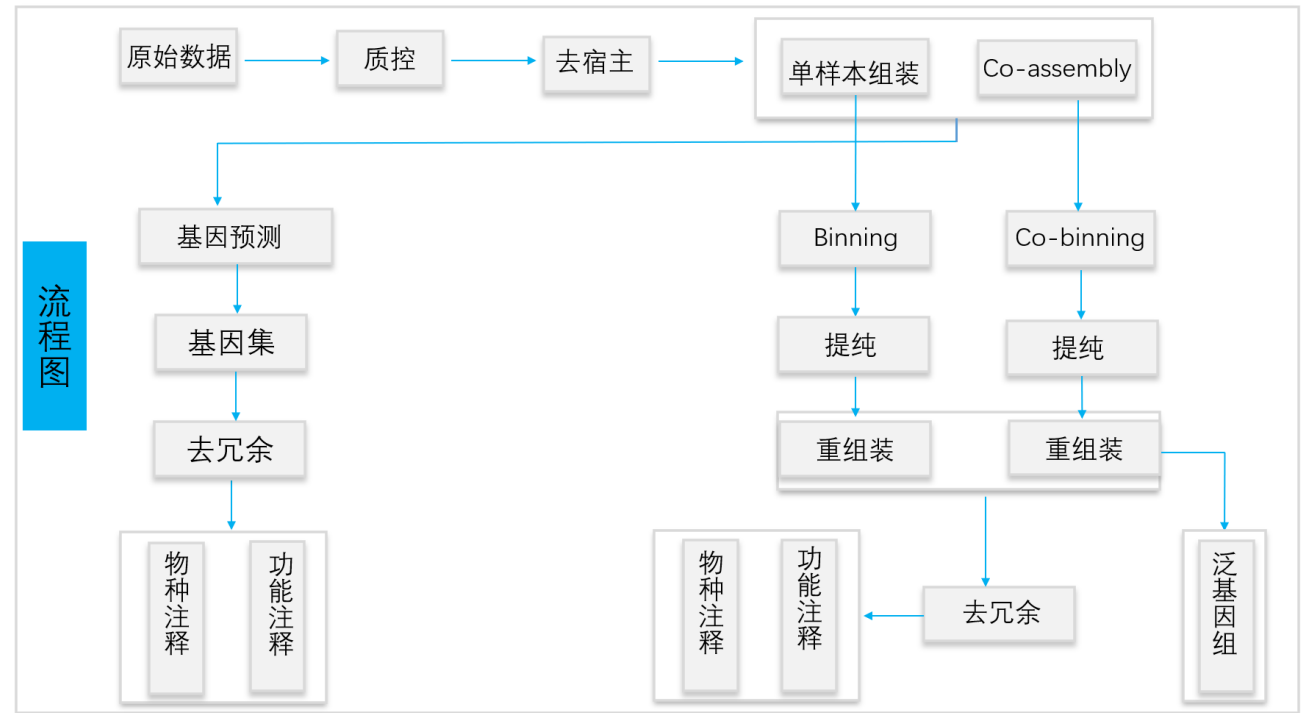 原始数据
质控
去宿主
单样本组装
Co-assembly
流程图
基因预测
Binning
Co-binning
基因集
提纯
提纯
去冗余
重组装
重组装
物种注释
功能注释
物种注释
功能注释
去冗余
泛基因组